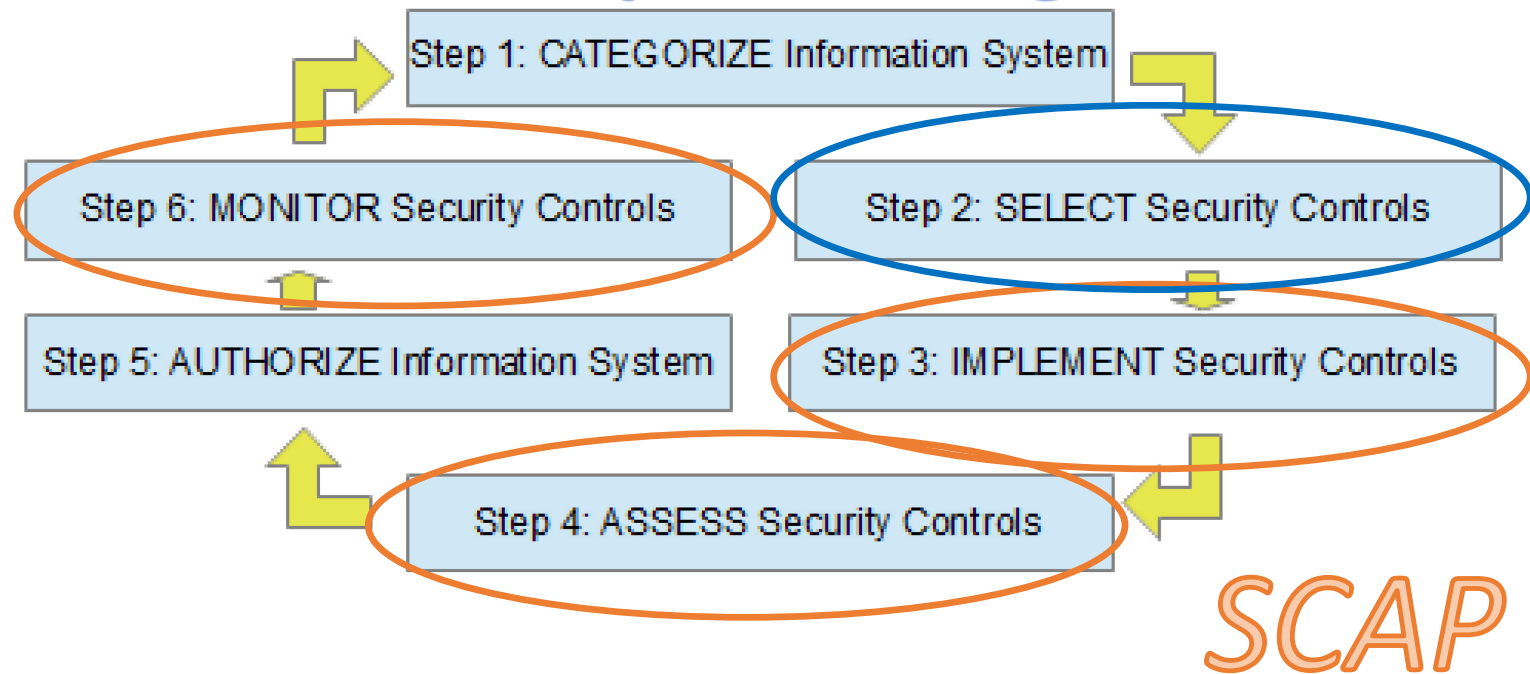 Step 1: CATEGORIZE Information System
Step 6: MONITOR Security Controls
Step 2: SELECT Security Controls
Step 5: AUTHORIZE Information System
Step 3: IMPLEMENT Security Controls
Step 4: ASSESS Security Controls
SCAP